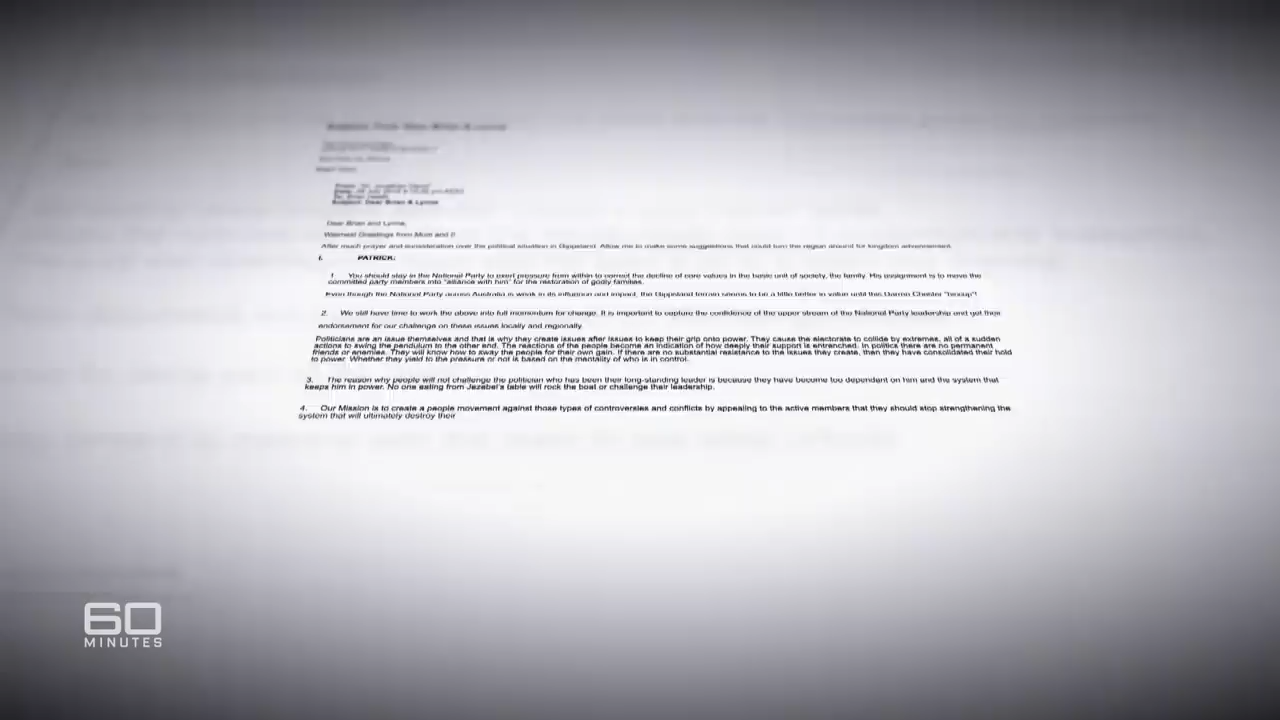 Subject: Dear Brian & Lynne
Dear Brian and Lynne,
Warmest Greetings from Mum and I!
After much prayer and consideration over the political situation in Gippsland. Allow me to make some suggestions that could turn the region around for kingdom advancement.
I. PATRICK:
1. You should stay in the National Party to exert pressure from within to correct the decline of core values in the basic unit of society, the family. His assignment is to move the
committed party members into "alliance with him" for the restoration of godly families.
Even though the National Party across Australia is weak in its influence and impact, the Gippsland terrain seems to be a little better in value until this Darren Chester "hiccup"!
2. We still have time to work the above into full momentum for change. It is important to capture the confidence of the upper stream of the National Party leadership and get their
endorsement for our challenge on these issues locally and regionally.
Politicians are an issue themselves and that is why they create issues after issues to keep their grip onto power. They cause the electorate to collide by extremes, all of a sudden
actions to swing the pendulum to the other end. The reactions of the people become an indication of how deeply their support is entrenched. In politics there are no permanent
friends or enemies. They will know how to sway the people for their own gain. If there are no substantial resistance to the issues they create, then they have consolidated their hold
to power. Whether they yield to the pressure or not is based on the mentality of who is in control.
3. The reason why people will not challenge the politician who has been their long-standing leader is because they have become too dependent on him and the system that
keeps him in power. No one eating from Jezebel's table will rock the boat or challenge their leadership.
4. Our Mission is to create a people movement against those types of controversies and conflicts by appealing to the active members that they should stop strengthening the
system that will ultimately destroy their
60
MINUTES